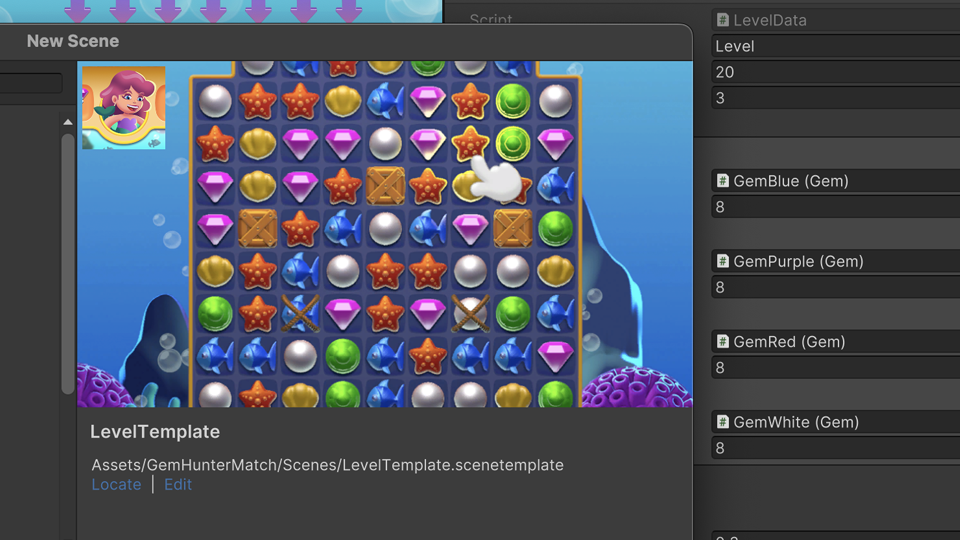 Script
LevelData
New Scene
Level
20
3
GemBlue (Gem)
8
GemPurple (Gem)
8
GemRed (Gem)
8
GemWhite (Gem)
8
LevelTemplate
Assets/GemHunterMatch/Scenes/LevelTemplate.scenetemplate
Locate | Edit